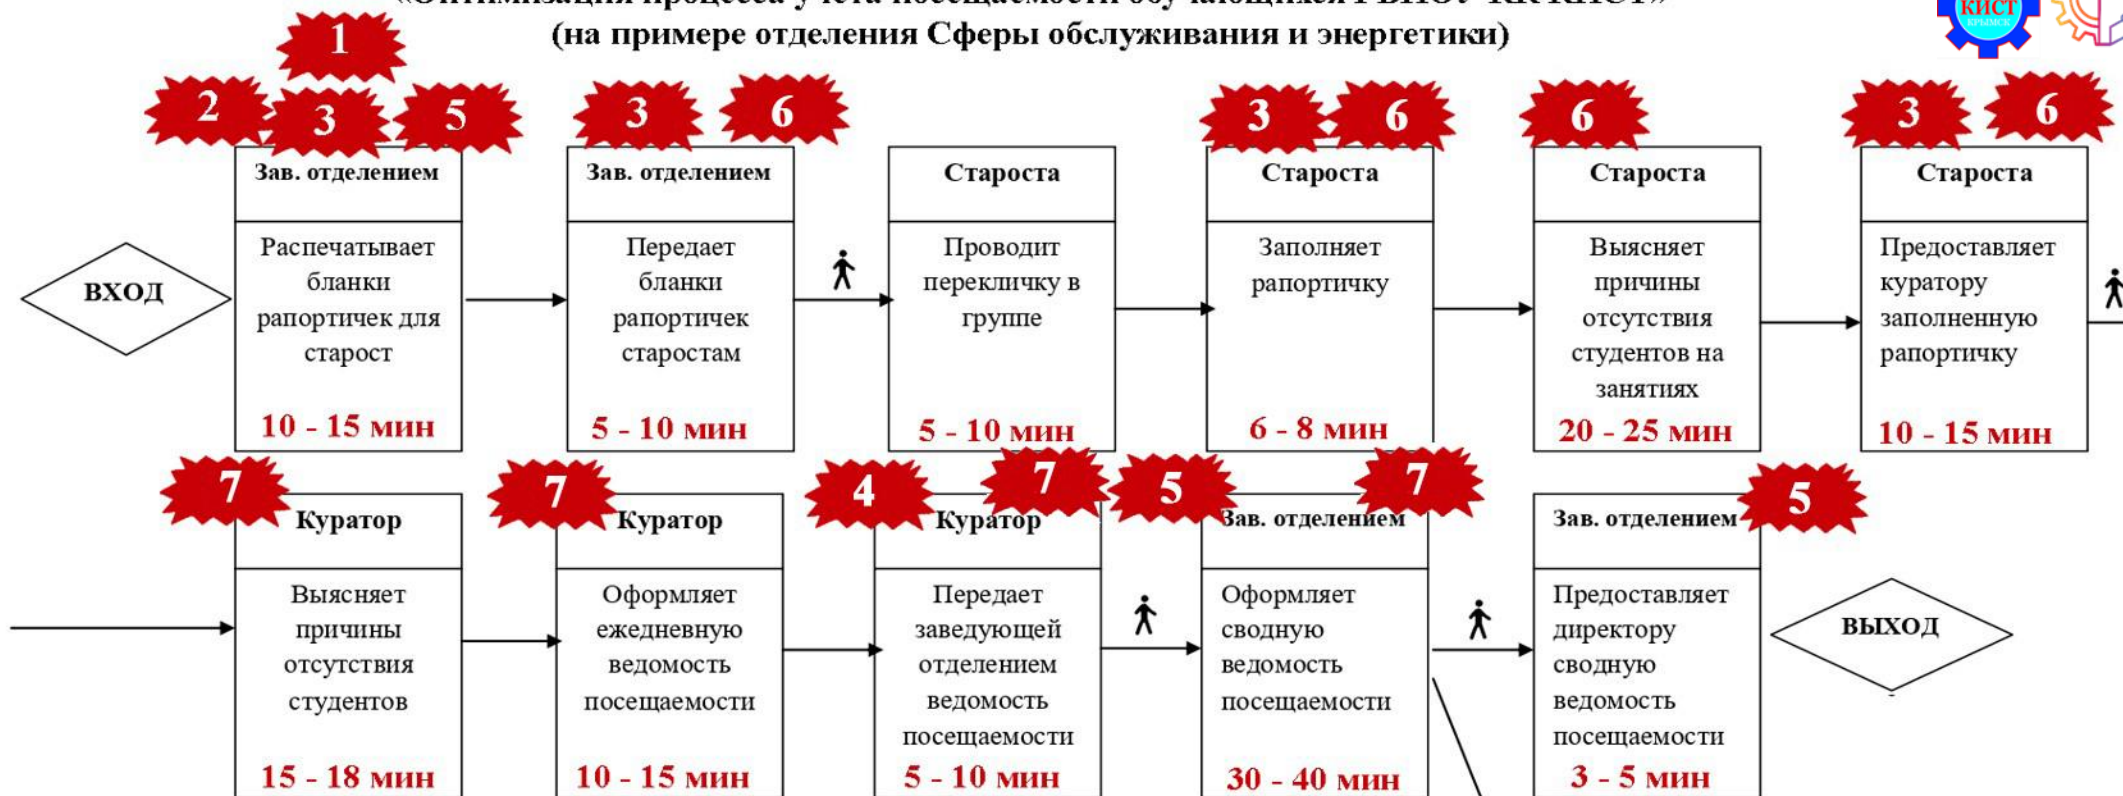 (на примере отделения Сферы обслуживания и энергетики)
КИСТ
КРЫМСК
1
2
3
5
3
6
3
6
6
3
6
ВХОД
Зав. отделением
Распечатывает
бланки
рапортичек для
старост
10 - 15 мин
Зав. отделением
Передает
бланки
рапортичек
старостам
5 - 10 мин
Староста
Проводит
перекличку в
группе
5 - 10 мин
Староста
Заполняет
рапортичку
6 - 8 мин
Староста
Выясняет
причины
отсутствия
студентов на
занятиях
20 - 25 мин
Староста
Предоставляет
куратору
заполненную
рапортичку
10 - 15 мин
7
7
4
7
5
7
5
Куратор
Выясняет
причины
отсутствия
студентов
15 - 18 мин
Куратор
Оформляет
ежедневную
ведомость
посещаемости
10 - 15 мин
Куратор
Передает
заведующей
отделением
ведомость
посещаемости
5 - 10 мин
Зав. отделением
Оформляет
сводную
ведомость
посещаемости
30 - 40 мин
Зав. отделением
Предоставляет
директору
сводную
ведомость
посещаемости
3 - 5 мин
ВЫХОД